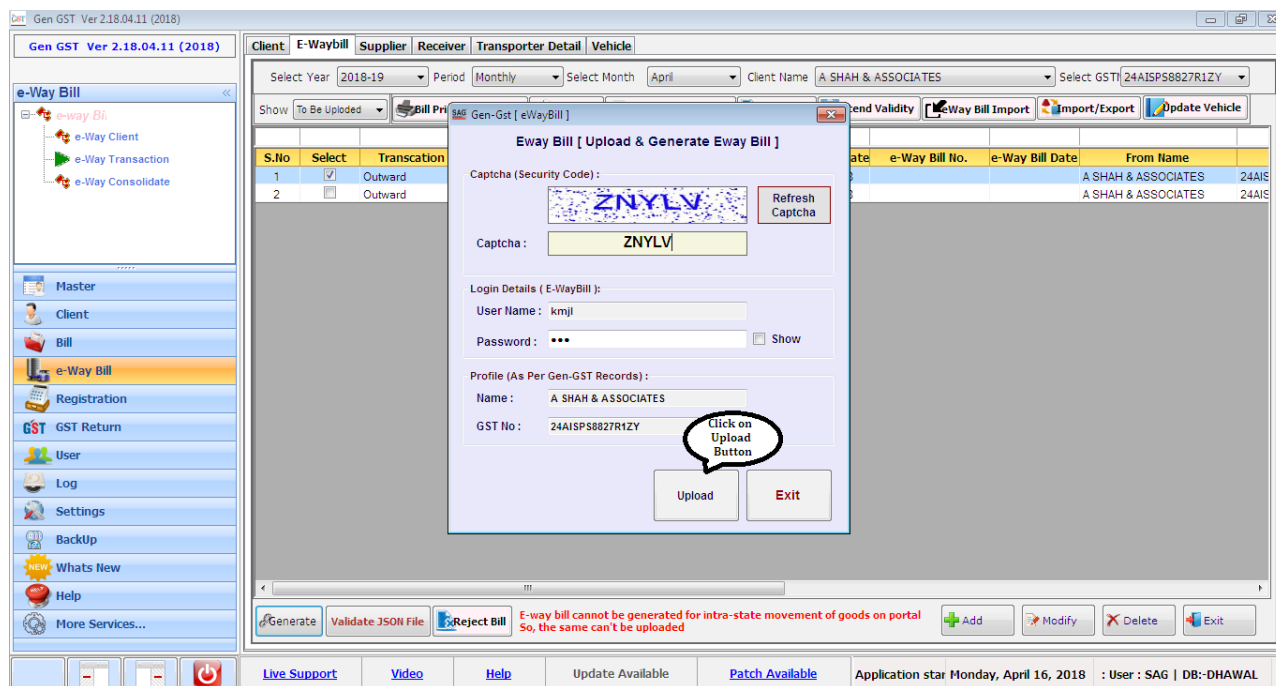 GST Gen GST Ver 2.18.04.11 (2018)
Gen GST Ver 2.18.04.11 (2018)
Client E-Waybill Supplier Receiver Transporter Detail Vehicle
Select Year 2018-19 Period Monthly Select Month April Client Name A SHAH & ASSOCIATES Select GSTI 24AISPS8827R1ZY
e-Way Bill
Show To Be Uploded Bill Pri end Validity eWay Bill Import Import/Export Update Vehicle
e-way Bi
e-Way Client
e-Way Transaction
e-Way Consolidate
S.No Select Transcation ate e-Way Bill No. e-Way Bill Date From Name
1 Outward A SHAH & ASSOCIATES 24AIS
2 Outward A SHAH & ASSOCIATES 24AIS
SAG Gen-Gst [ eWayBill ]
Eway Bill [ Upload & Generate Eway Bill ]
Captcha (Security Code) :
ZNYLV
Refresh
Captcha
Captcha : ZNYLV
Login Details ( E-WayBill ):
User Name : kmjl
Password : ••• Show
Profile (As Per Gen-GST Records) :
Name : A SHAH & ASSOCIATES
GST No : 24AISPS8827R1ZY
Click on
Upload
Button
Upload Exit
Master
Client
Bill
e-Way Bill
Registration
GST GST Return
User
Log
Settings
BackUp
NEW Whats New
HELP Help
More Services...
Generate Validate JSON File Reject Bill
E-way bill cannot be generated for intra-state movement of goods on portal
So, the same can't be uploaded
Add Modify Delete Exit
Live Support Video Help Update Available Patch Available Application star Monday, April 16, 2018 : User : SAG | DB:-DHAWAL